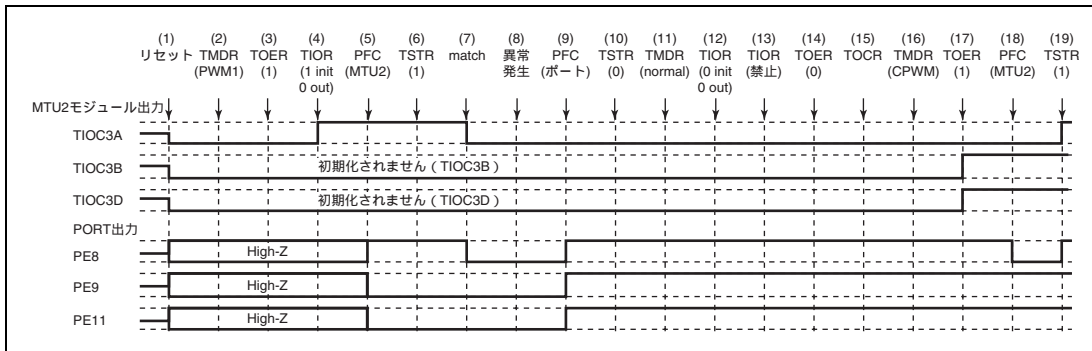 (1) (2) (3) (4) (5) (6) (7) (8) (9) (10) (11) (12) (13) (14) (15) (16) (17) (18) (19)
リセット TMDR TOER TIOR PFC TSTR match 異常 PFC TSTR TMDR TIOR TIOR TOER TOCR TMDR TOER PFC TSTR
(PWM1) (1) (1 init (MTU2) (1) 発生 (ポート) (0) (normal) (0 init (禁止) (0) (CPWM) (1) (MTU2) (1)
0 out) 0 out)
MTU2モジュール出力
TIOC3A
TIOC3B 初期化されません(TIOC3B)
TIOC3D 初期化されません(TIOC3D)
PORT出力
PE8 High-Z
PE9 High-Z
PE11 High-Z